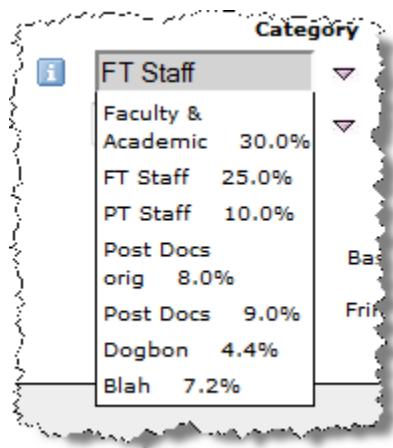 Category
i FT Staff
Faculty &
Academic 30.0%
FT Staff 25.0%
PT Staff 10.0%
Post Docs
orig 8.0%
Bas
Post Docs 9.0%
Frin
Dogbon 4.4%
Blah 7.2%